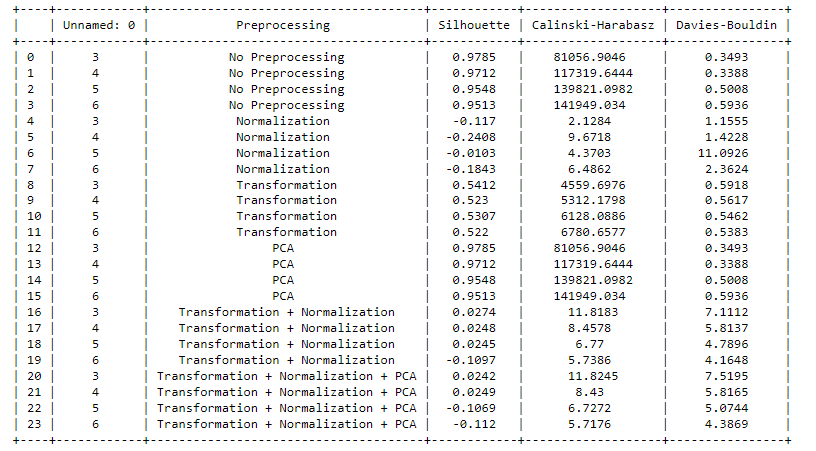 +----+------------+-------------------------------------+------------+-------------------+----------------+
|    | Unnamed: 0 |            Preprocessing            | Silhouette | Calinski-Harabasz | Davies-Bouldin |
+----+------------+-------------------------------------+------------+-------------------+----------------+
| 0  |     3      |          No Preprocessing           |   0.9785   |    81056.9046     |     0.3493     |
| 1  |     4      |          No Preprocessing           |   0.9712   |    117319.6444    |     0.3388     |
| 2  |     5      |          No Preprocessing           |   0.9548   |    139821.0982    |     0.5008     |
| 3  |     6      |          No Preprocessing           |   0.9513   |    141949.034     |     0.5936     |
| 4  |     3      |            Normalization            |   -0.117   |      2.1284       |     1.1555     |
| 5  |     4      |            Normalization            |  -0.2408   |      9.6718       |     1.4228     |
| 6  |     5      |            Normalization            |  -0.0103   |      4.3703       |    11.0926     |
| 7  |     6      |            Normalization            |  -0.1843   |      6.4862       |     2.3624     |
| 8  |     3      |           Transformation            |   0.5412   |     4559.6976     |     0.5918     |
| 9  |     4      |           Transformation            |   0.523    |     5312.1798     |     0.5617     |
| 10 |     5      |           Transformation            |   0.5307   |     6128.0886     |     0.5462     |
| 11 |     6      |           Transformation            |   0.522    |     6780.6577     |     0.5383     |
| 12 |     3      |                 PCA                 |   0.9785   |    81056.9046     |     0.3493     |
| 13 |     4      |                 PCA                 |   0.9712   |    117319.6444    |     0.3388     |
| 14 |     5      |                 PCA                 |   0.9548   |    139821.0982    |     0.5008     |
| 15 |     6      |                 PCA                 |   0.9513   |    141949.034     |     0.5936     |
| 16 |     3      |   Transformation + Normalization    |   0.0274   |      11.8183      |     7.1112     |
| 17 |     4      |   Transformation + Normalization    |   0.0248   |      8.4578       |     5.8137     |
| 18 |     5      |   Transformation + Normalization    |   0.0245   |       6.77        |     4.7896     |
| 19 |     6      |   Transformation + Normalization    |  -0.1097   |      5.7386       |     4.1648     |
| 20 |     3      | Transformation + Normalization + PCA |   0.0242   |      11.8245      |     7.5195     |
| 21 |     4      | Transformation + Normalization + PCA |   0.0249   |       8.43        |     5.8165     |
| 22 |     5      | Transformation + Normalization + PCA |  -0.1069   |      6.7272       |     5.0744     |
| 23 |     6      | Transformation + Normalization + PCA |   -0.112   |      5.7176       |     4.3869     |
+----+------------+-------------------------------------+------------+-------------------+----------------+